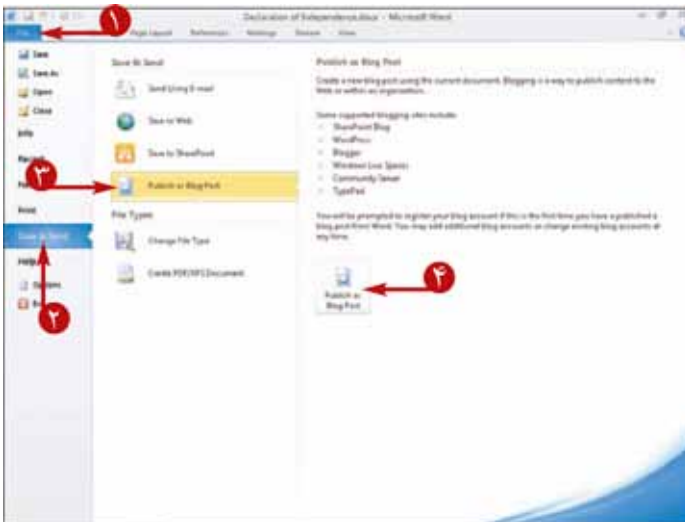 Declaration of Independence.docx - Microsoft Word
۱
File
Page Layout
References
Mailings
Review
View
Save
Save As
Open
Close
Info
Recent
Print
Save & Send
Help
Options
Save & Send
Send Using E-mail
Save to Web
Save to SharePoint
۳
Publish as Blog Post
File Types
Change File Type
Create PDF/XPS Document
۲
Publish as Blog Post
Create a new blog post using the current document. Blogging is a way to publish content to the
Web or within an organization.
Some supported blogging sites include:
SharePoint Blog
WordPress
Blogger
Windows Live Spaces
Community Server
TypePad
You will be prompted to register your blog account if this is the first time you have a published a
blog post from Word. You may add additional blog accounts or change existing blog accounts at
any time.
۴
Publish as
Blog Post